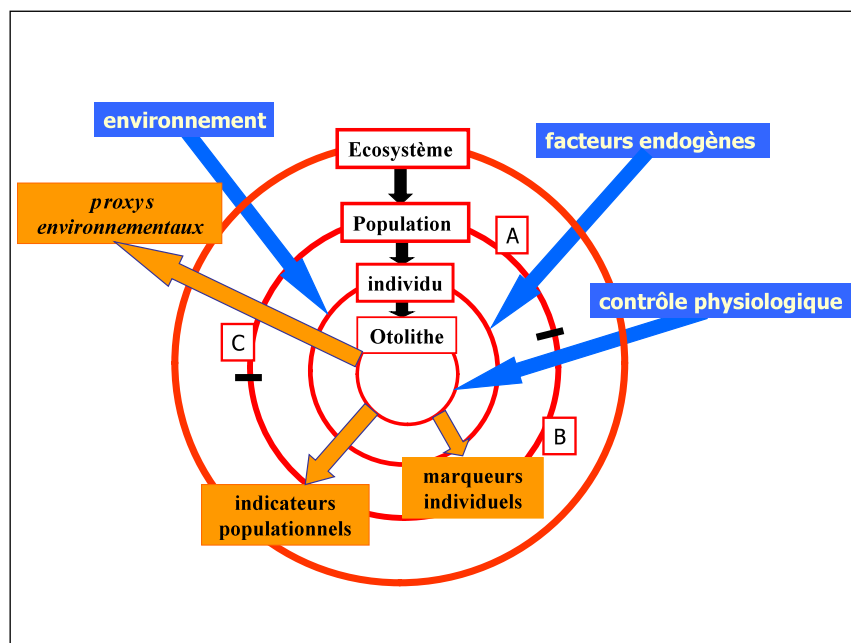 environnement
Ecosystème
facteurs endogènes
proxys
environnementaux
Population
A
individu
contrôle physiologique
Otolithe
C
B
marqueurs
individuels
indicateurs
populationnels